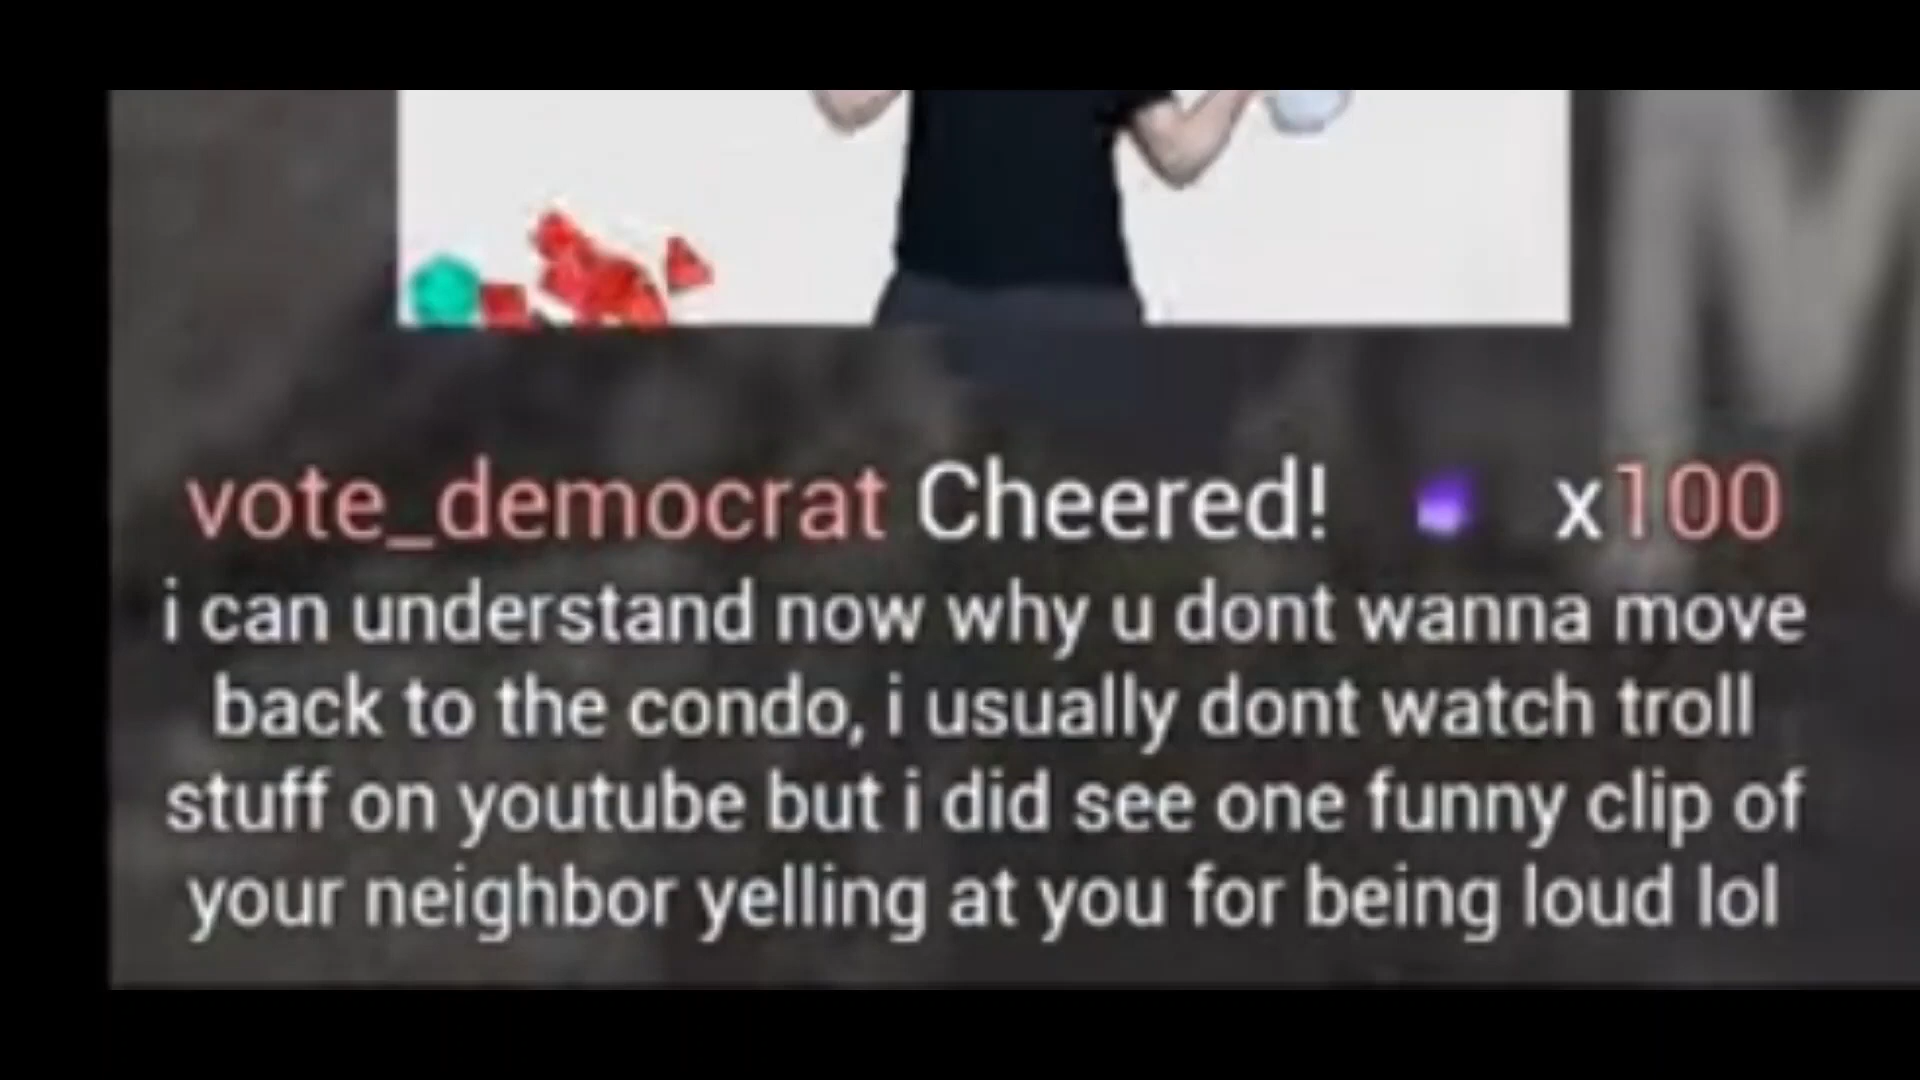 M
vote_democrat Cheered! x100
i can understand now why u dont wanna move
back to the condo, i usually dont watch troll
stuff on youtube but i did see one funny clip of
your neighbor yelling at you for being loud lol